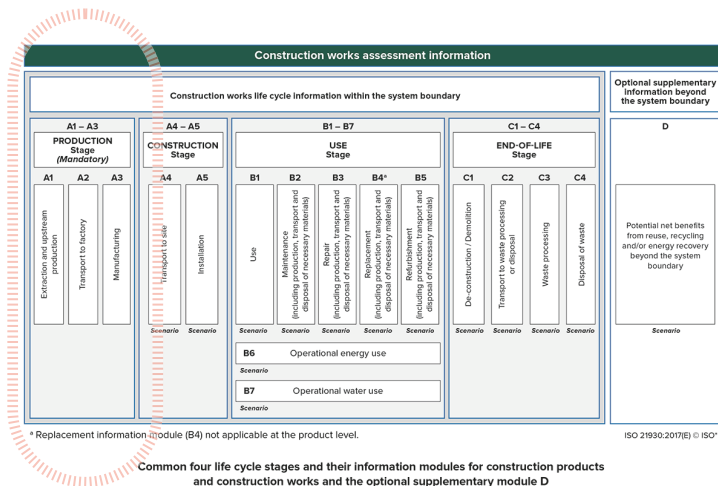 Construction works assessment information
Construction works life cycle information within the system boundary
Optional supplementary
information beyond
the system boundary
A1 – A3
PRODUCTION
Stage
(Mandatory)
A4 – A5
CONSTRUCTION
Stage
B1 – B7
USE
Stage
C1 – C4
END-OF-LIFE
Stage
D
A1
A2
A3
A4
A5
B1
B2
B3
B4ª
B5
C1
C2
C3
C4
Extraction and upstream
production
Transport to factory
Manufacturing
Transport to site
Installation
Use
Maintenance
(including production, transport and
disposal of necessary materials)
Repair
(including production, transport and
disposal of necessary materials)
Replacement
(including production, transport and
disposal of necessary materials)
Refurbishment
(including production, transport and
disposal of necessary materials)
De-construction / Demolition
Transport to waste processing
or disposal
Waste processing
Disposal of waste
Potential net benefits
from reuse, recycling
and/or energy recovery
beyond the system
boundary
Scenario
Scenario
Scenario
Scenario
Scenario
Scenario
Scenario
Scenario
Scenario
Scenario
Scenario
Scenario
B6 Operational energy use
Scenario
B7 Operational water use
Scenario
ª Replacement information module (B4) not applicable at the product level.
ISO 21930:2017(E) © ISO"
Common four life cycle stages and their information modules for construction products
and construction works and the optional supplementary module D